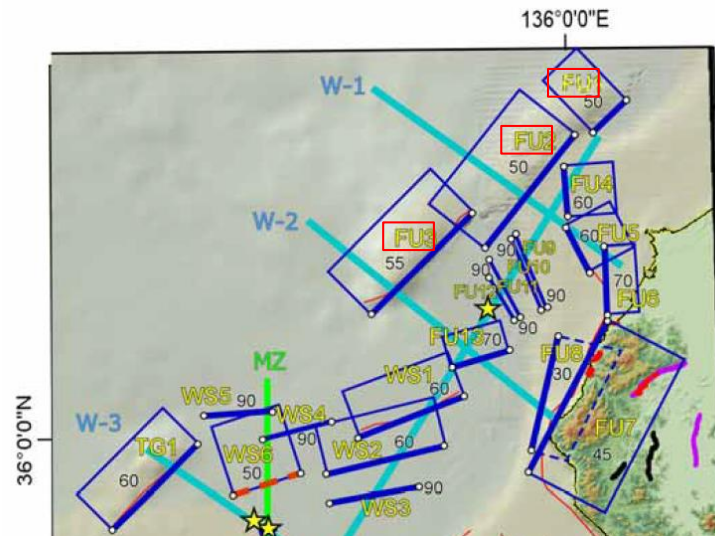 136°0'0"E
W-1
FU1
50
FU2
50
FU4
60
W-2
FU3
55
FU5
60
70
FU9
90
FU10
90
FU11
FU12
90
90
FU6
FU13
70
FU8
30
MZ
WS1
60
WS5
90
WS4
90
W-3
36°0'0"N
TG1
60
WS6
50
WS2
60
FU7
45
WS3
90